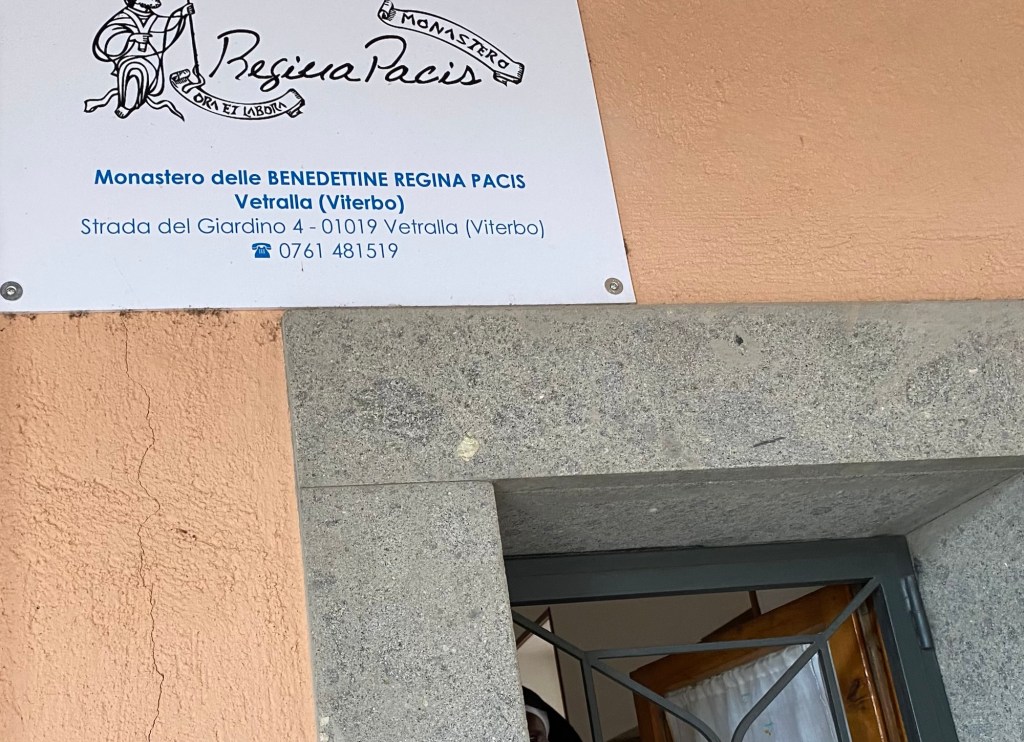 MONASTERO
Regina Pacis
ORA ET LABORA
Monastero delle BENEDETTINE REGINA PACIS
Vetralla (Viterbo)
Strada del Giardino 4 - 01019 Vetralla (Viterbo)
☎ 0761 481519